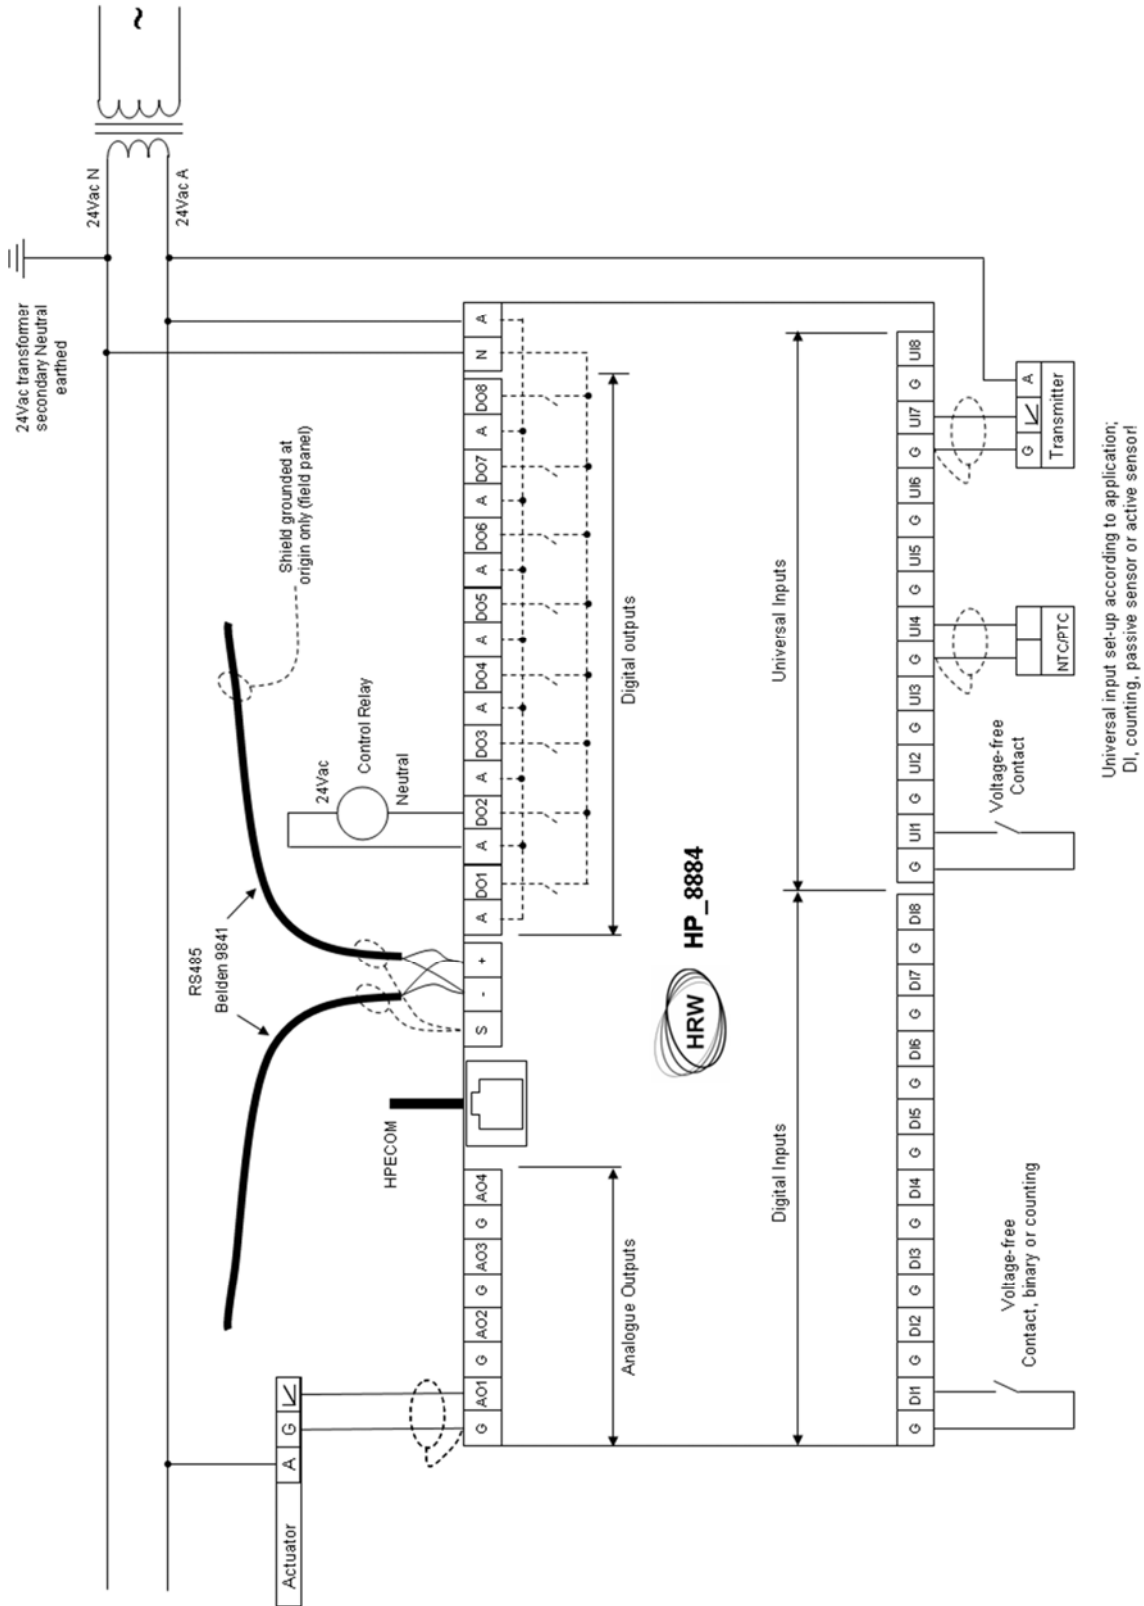 24Vac transformer
secondary Neutral
earthed
24Vac N
24Vac A
~
Actuator
A
G
RS485
Belden 9841
Shield grounded at
origin only (field panel)
HPECOM
24Vac
Control Relay
Neutral
G
AO1
G
AO2
G
AO3
G
AO4
S
-
+
A
DO1
A
DO2
A
DO3
A
DO4
A
DO5
A
DO6
A
DO7
A
DO8
N
A
Analogue Outputs
Digital outputs
HRW
HP_8884
Digital Inputs
Universal Inputs
G
DI1
G
DI2
G
DI3
G
DI4
G
DI5
G
DI6
G
DI7
G
DI8
G
UI1
G
UI2
G
UI3
G
UI4
G
UI5
G
UI6
G
UI7
G
UI8
Voltage-free
Contact, binary or counting
Voltage-free
Contact
NTC/PTC
G
A
Transmitter
Universal input set-up according to application;
DI, counting, passive sensor or active sensor!